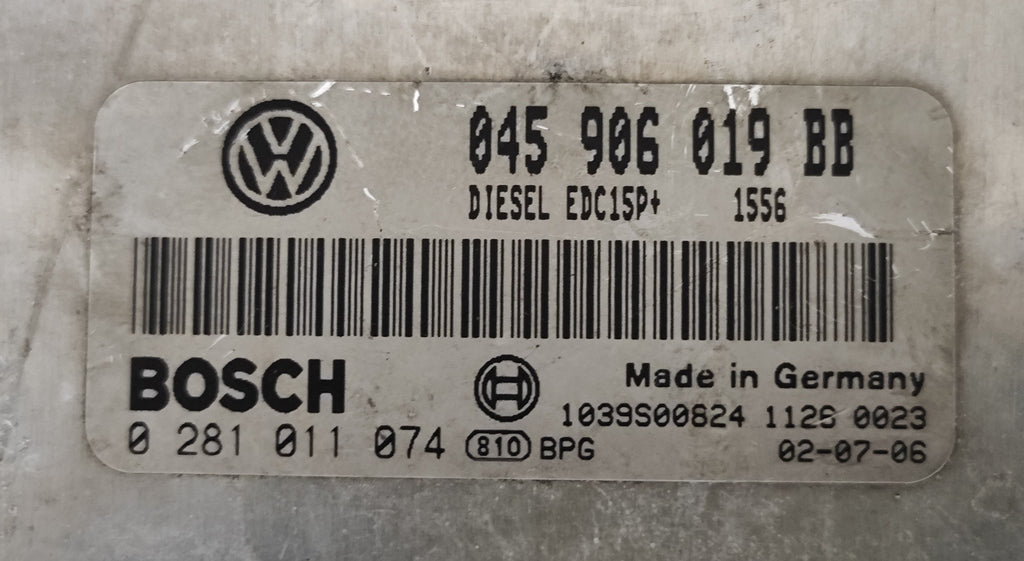 045 906 019 BB
DIESEL EDC15P+ 1556
BOSCH
Made in Germany
1039S00824 1126 0023
0 281 011 074 810 BPG
02-07-06